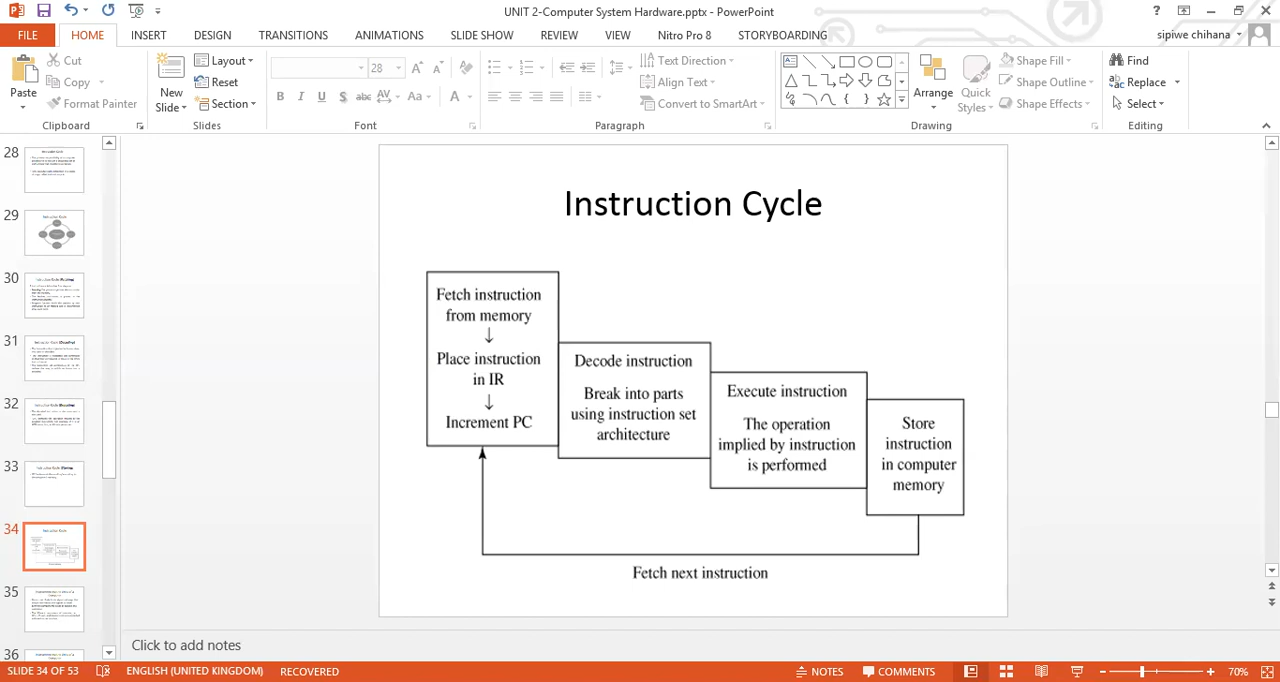 UNIT 2-Computer System Hardware.pptx - PowerPoint
?
FILE HOME INSERT DESIGN TRANSITIONS ANIMATIONS SLIDE SHOW REVIEW VIEW Nitro Pro 8 STORYBOARDING
sipiwe chihana
Paste
Cut
Copy
Format Painter
Clipboard
New
Slide
Layout
Reset
Section
Slides
28
B I U S abc AV Aa A
Font
Text Direction
Align Text
Convert to SmartArt
Paragraph
Arrange
Quick
Styles
Shape Fill
Shape Outline
Shape Effects
Drawing
Find
Replace
Select
Editing
28
29
30
31
32
33
34
35
36
Instruction Cycle
Fetch instruction
from memory
Place instruction
in IR
Increment PC
Decode instruction
Break into parts
using instruction set
architecture
Execute instruction
The operation
implied by instruction
is performed
Store
instruction
in computer
memory
Fetch next instruction
Click to add notes
SLIDE 34 OF 53 ENGLISH (UNITED KINGDOM) RECOVERED NOTES COMMENTS 70%